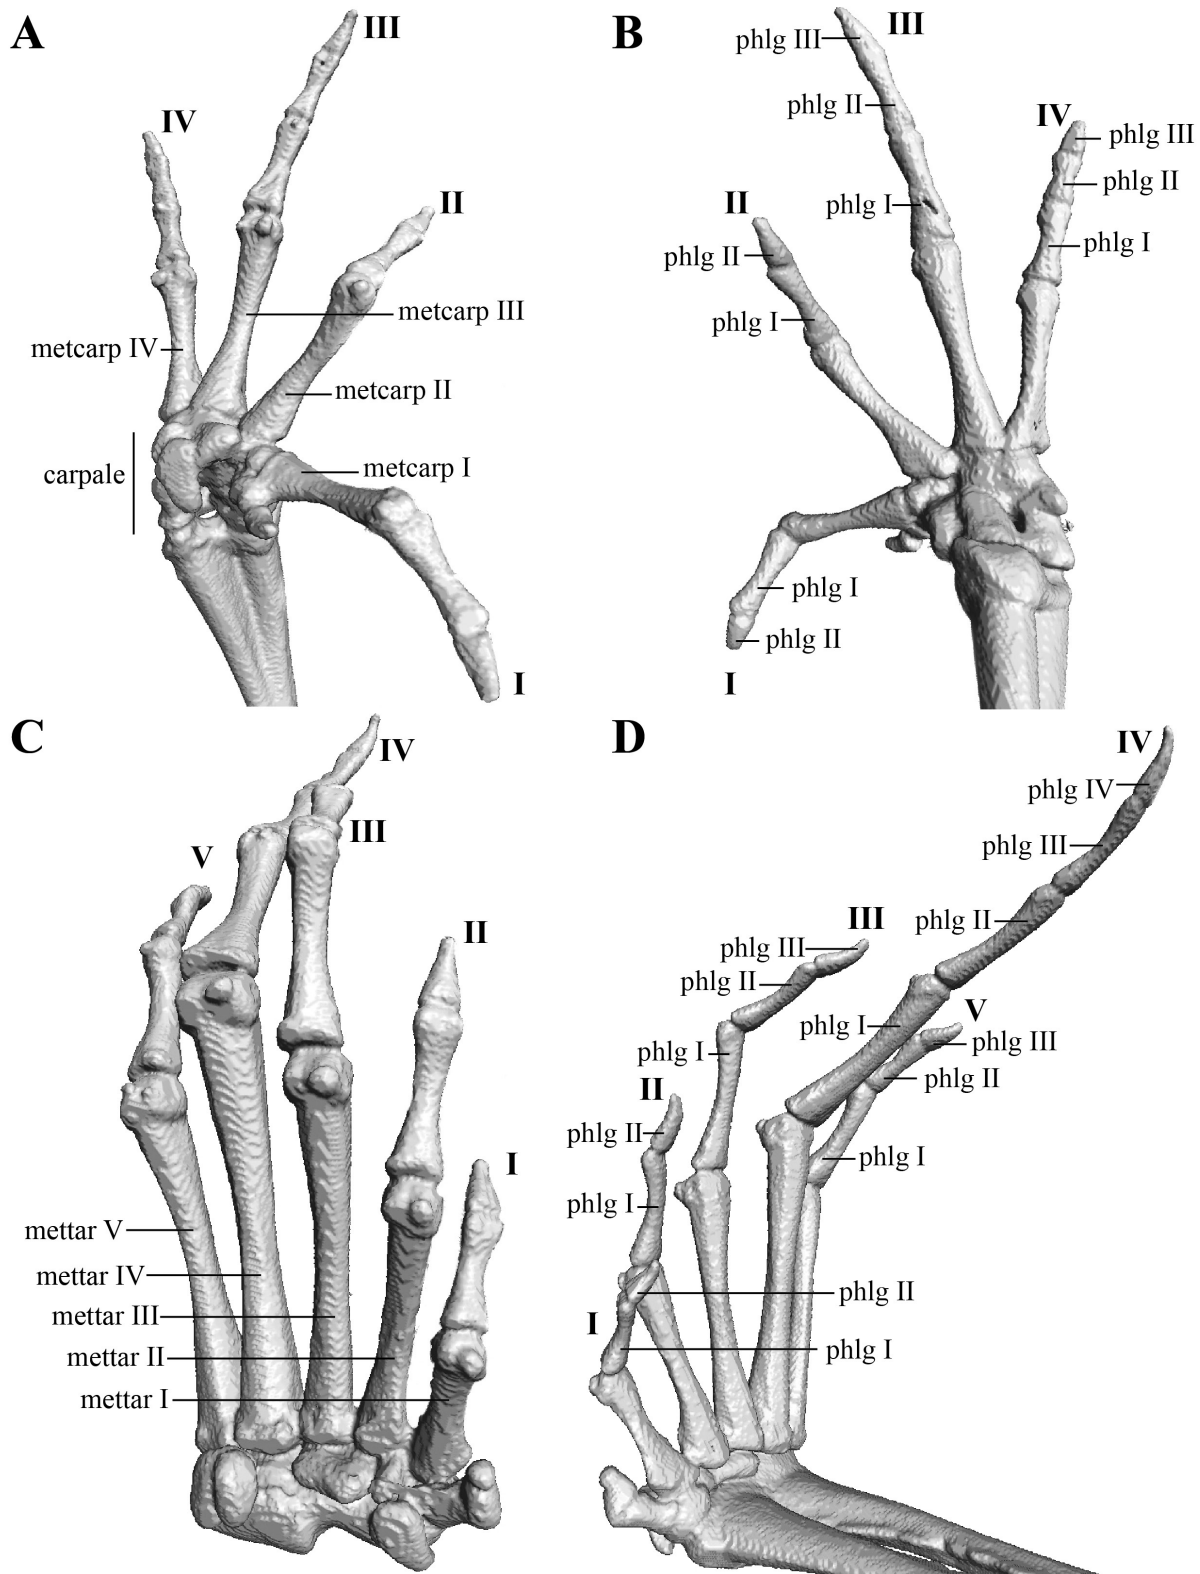 A
III
IV
II
metcarp III
metcarp IV
metcarp II
carpale
metcarp I
I
B
III
phlg III
phlg II
IV
phlg III
phlg II
phlg I
II
phlg I
phlg II
phlg I
phlg I
phlg II
I
C
IV
III
V
II
I
mettar V
mettar IV
mettar III
mettar II
mettar I
D
IV
phlg IV
phlg III
phlg II
III
phlg III
phlg II
V
phlg I
phlg III
phlg I
phlg II
II
phlg II
phlg I
phlg I
phlg II
I
phlg I